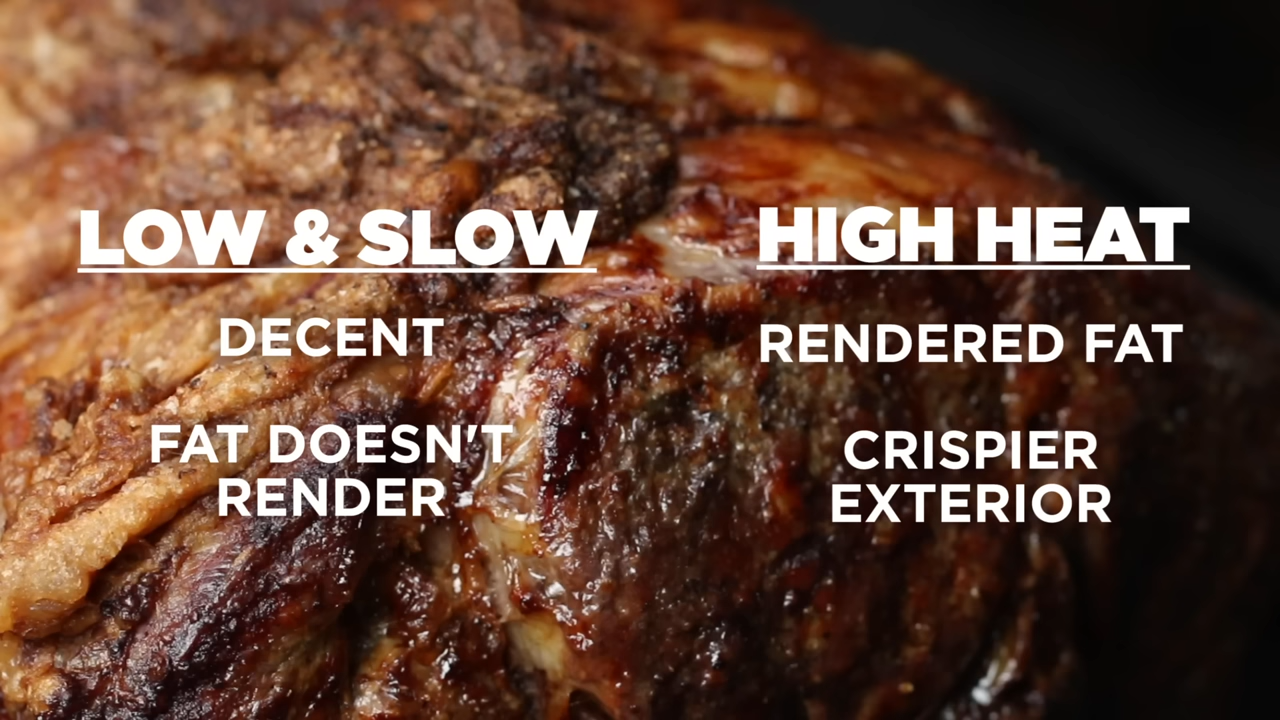 LOW & SLOW
DECENT
FAT DOESN'T
RENDER
HIGH HEAT
RENDERED FAT
CRISPIER
EXTERIOR